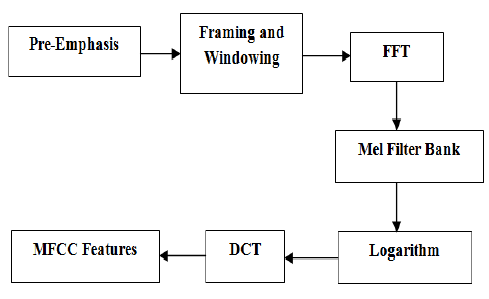 Pre-Emphasis
Framing and
Windowing
FFT
Mel Filter Bank
Logarithm
DCT
MFCC Features